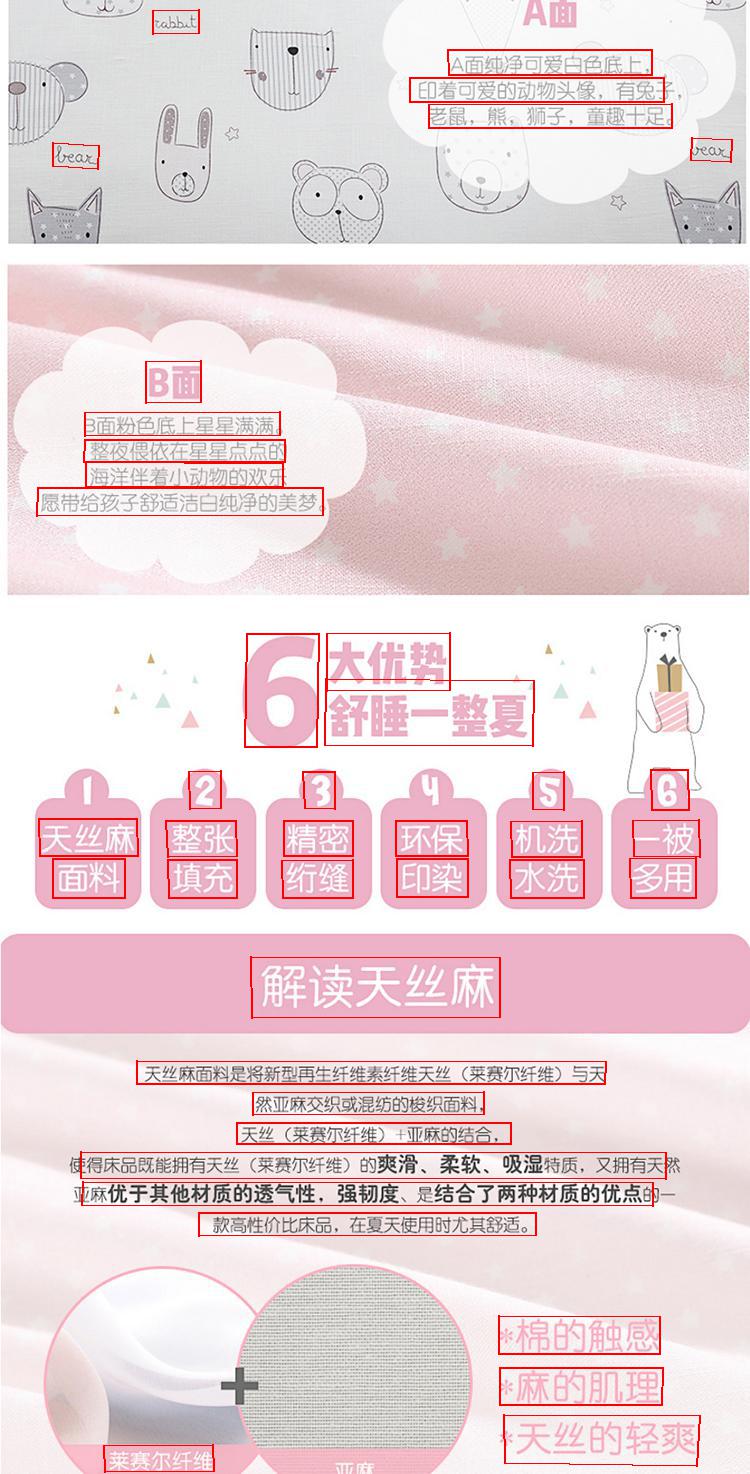 A面
rabbit
A面纯净可爱白色底上，
印着可爱的动物头像，有兔子，
老鼠，熊，狮子，童趣十足。
bear
bear
B面
B面粉色底上星星满满。
整夜偎依在星星点点的
海洋伴着小动物的欢乐
愿带给孩子舒适洁白纯净的美梦。
6
大优势
舒睡一整夏
1 2 3 4 5 6
天丝麻 整张 精密 环保 机洗 一被
面料 填充 绗缝 印染 水洗 多用
解读天丝麻
天丝麻面料是将新型再生纤维素纤维天丝（莱赛尔纤维）与天
然亚麻交织或混纺的梭织面料，
天丝（莱赛尔纤维）+亚麻的结合，
使得床品既能拥有天丝（莱赛尔纤维）的爽滑、柔软、吸湿特质，又拥有天然
亚麻优于其他材质的透气性，强韧度、是结合了两种材质的优点的一
款高性价比床品，在夏天使用时尤其舒适。
+
*棉的触感
*麻的肌理
*天丝的轻爽
莱赛尔纤维
亚麻